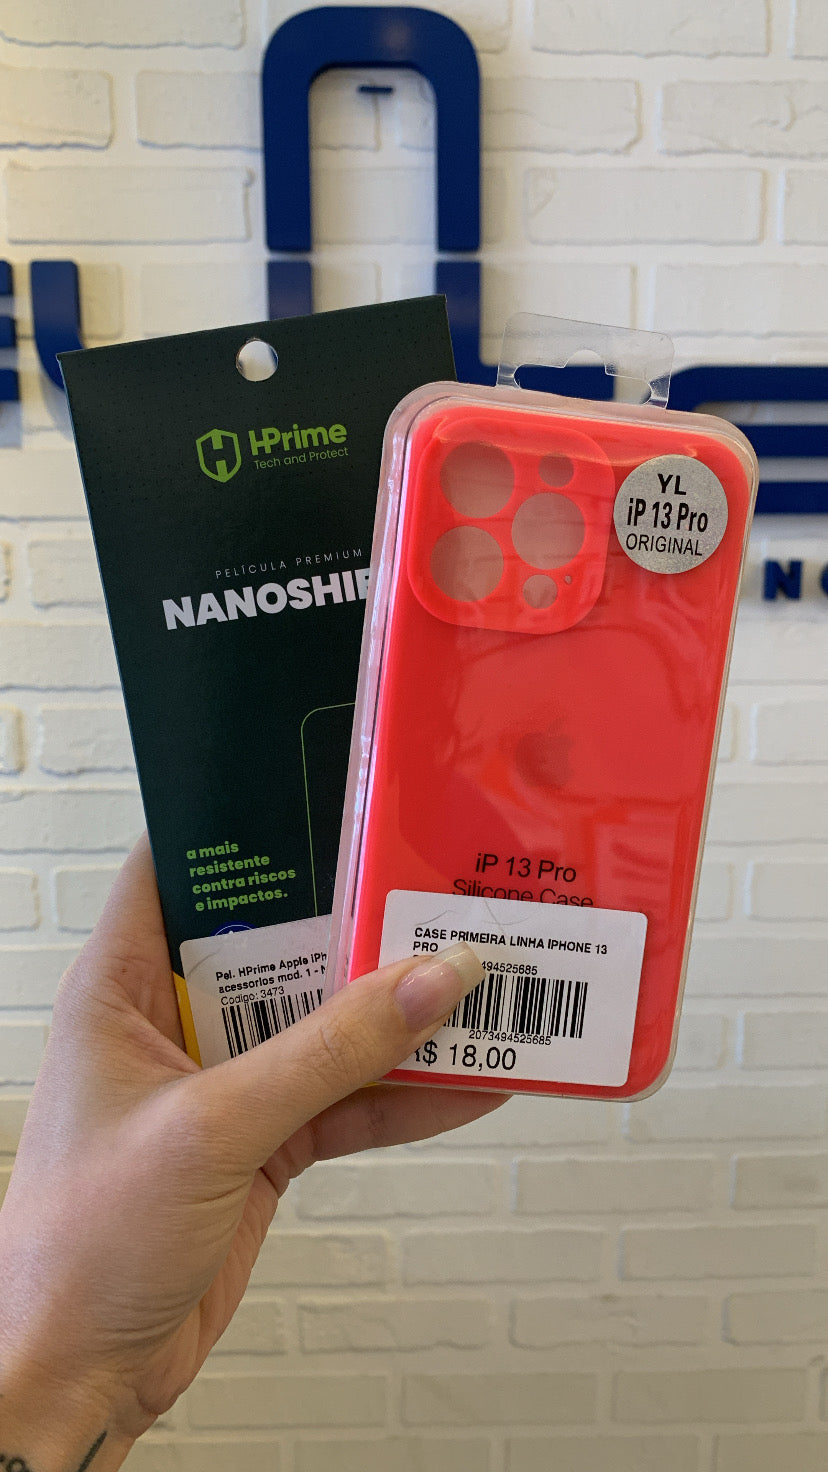 HPrime
Tech and Protect
PELÍCULA PREMIUM
a mais
resistente
contra riscos
e impactos.
Pel. HPrime Apple
acessorios mod. 1 -
Codigo: 3473
YL
iP 13 Pro
ORIGINAL
iP 13 Pro
Silicone Case
CASE PRIMEIRA LINHA IPHONE 13
PRO
494525685
2073494525685
R$ 18,00